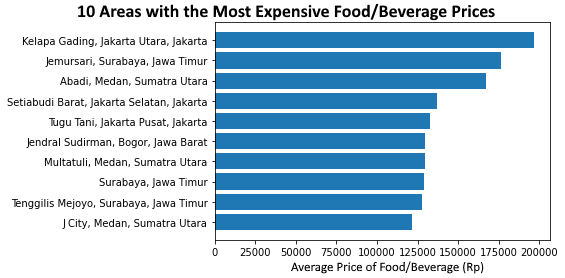 10 Areas with the Most Expensive Food/Beverage Prices
Kelapa Gading, Jakarta Utara, Jakarta
Jemursari, Surabaya, Jawa Timur
Abadi, Medan, Sumatra Utara
Setiabudi Barat, Jakarta Selatan, Jakarta
Tugu Tani, Jakarta Pusat, Jakarta
Jendral Sudirman, Bogor, Jawa Barat
Multatuli, Medan, Sumatra Utara
Surabaya, Jawa Timur
Tenggilis Mejoyo, Surabaya, Jawa Timur
J City, Medan, Sumatra Utara
0 25000 50000 75000 100000 125000 150000 175000 200000
Average Price of Food/Beverage (Rp)